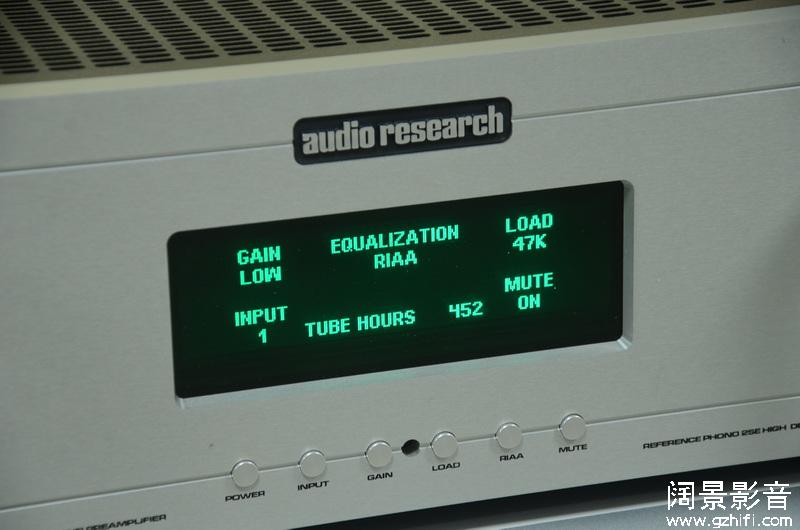 audio research
GAIN
LOW
EQUALIZATION
RIAA
LOAD
47K
INPUT
1
TUBE HOURS 452
MUTE
ON
POWER INPUT GAIN LOAD RIAA MUTE
REFERENCE PHONO 2SE HIGH
PREAMPLIFIER
阔景影音
www.gzhifi.com